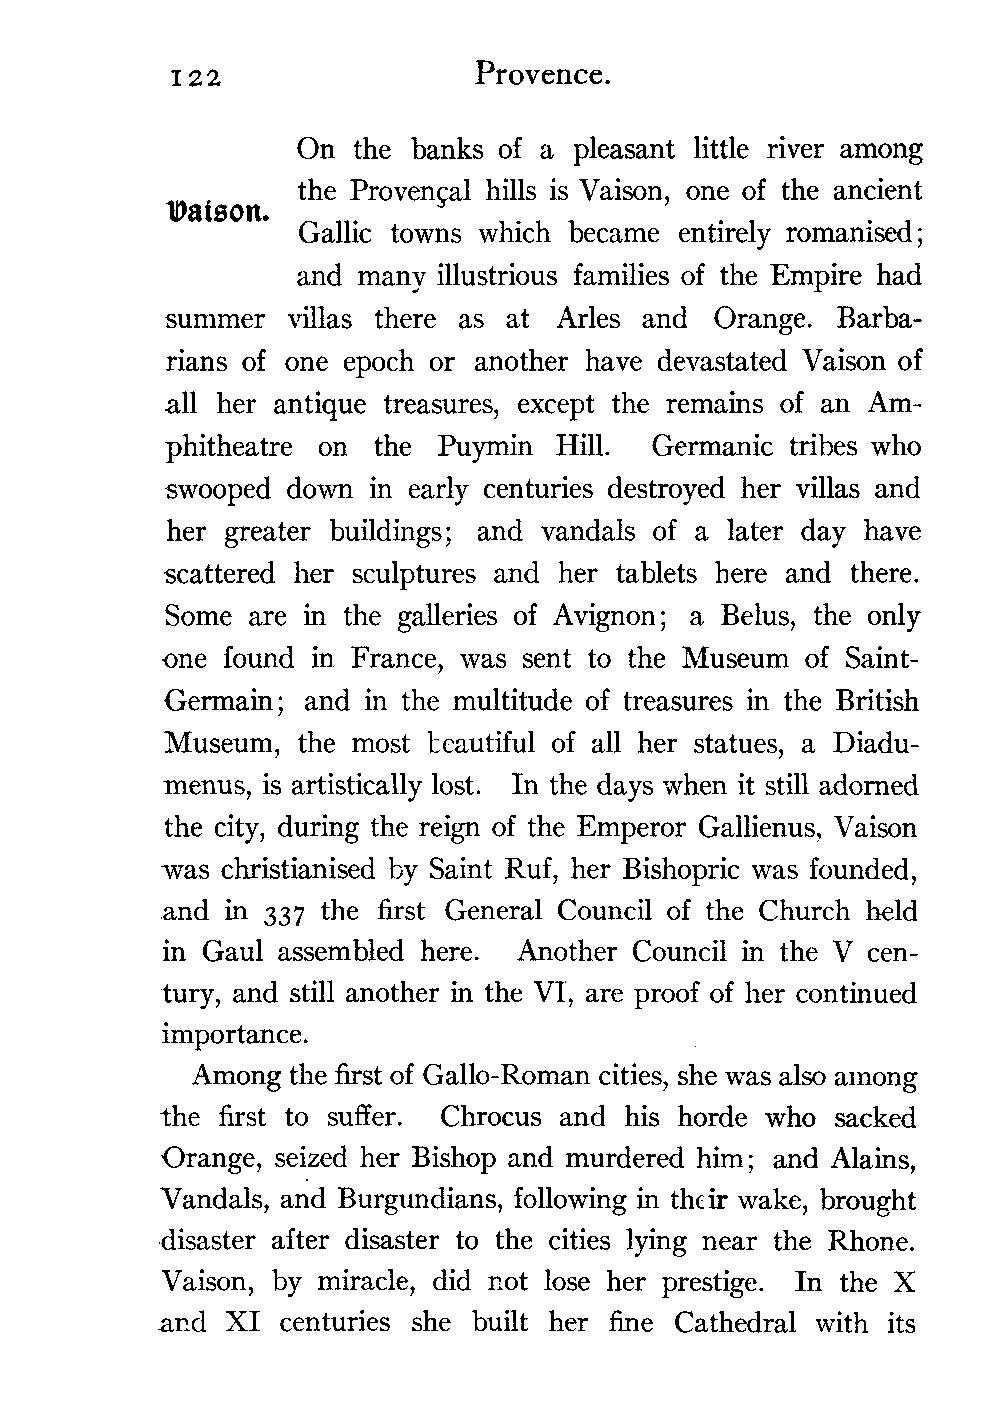 122 Provence.
On the banks of a pleasant little river among
the Provençal hills is Vaison, one of the ancient
Vaison.
Gallic towns which became entirely romanised;
and many illustrious families of the Empire had
summer villas there as at Arles and Orange. Barba-
rians of one epoch or another have devastated Vaison of
all her antique treasures, except the remains of an Am-
phitheatre on the Puymin Hill. Germanic tribes who
swooped down in early centuries destroyed her villas and
her greater buildings; and vandals of a later day have
scattered her sculptures and her tablets here and there.
Some are in the galleries of Avignon; a Belus, the only
one found in France, was sent to the Museum of Saint-
Germain; and in the multitude of treasures in the British
Museum, the most beautiful of all her statues, a Diadu-
menus, is artistically lost. In the days when it still adorned
the city, during the reign of the Emperor Gallienus, Vaison
was christianised by Saint Ruf, her Bishopric was founded,
and in 337 the first General Council of the Church held
in Gaul assembled here. Another Council in the V cen-
tury, and still another in the VI, are proof of her continued
importance.
Among the first of Gallo-Roman cities, she was also among
the first to suffer. Chrocus and his horde who sacked
Orange, seized her Bishop and murdered him; and Alains,
Vandals, and Burgundians, following in their wake, brought
disaster after disaster to the cities lying near the Rhone.
Vaison, by miracle, did not lose her prestige. In the X
and XI centuries she built her fine Cathedral with its